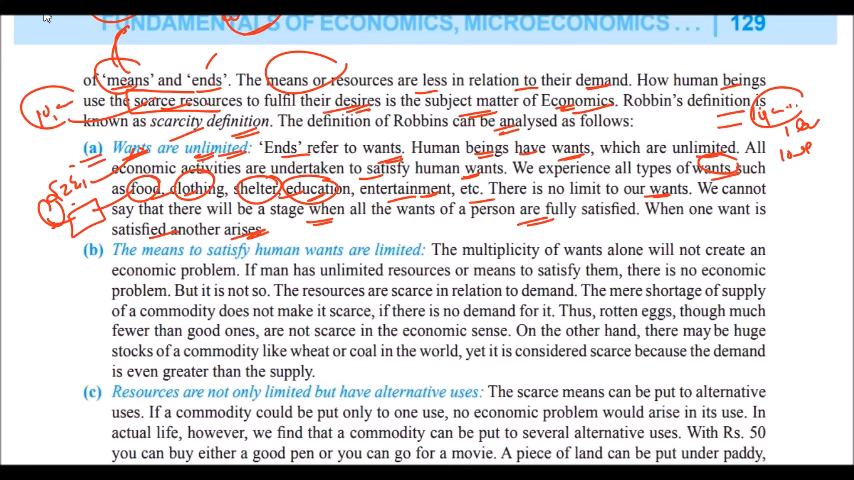 FUNDAMENTALS OF ECONOMICS, MICROECONOMICS ... | 129
of ‘means’ and ‘ends’. The means or resources are less in relation to their demand. How human beings
use the scarce resources to fulfil their desires is the subject matter of Economics. Robbin’s definition is
known as scarcity definition. The definition of Robbins can be analysed as follows:
(a) Wants are unlimited: ‘Ends’ refer to wants. Human beings have wants, which are unlimited. All
economic activities are undertaken to satisfy human wants. We experience all types of wants such
as food, clothing, shelter, education, entertainment, etc. There is no limit to our wants. We cannot
say that there will be a stage when all the wants of a person are fully satisfied. When one want is
satisfied another arises.
(b) The means to satisfy human wants are limited: The multiplicity of wants alone will not create an
economic problem. If man has unlimited resources or means to satisfy them, there is no economic
problem. But it is not so. The resources are scarce in relation to demand. The mere shortage of supply
of a commodity does not make it scarce, if there is no demand for it. Thus, rotten eggs, though much
fewer than good ones, are not scarce in the economic sense. On the other hand, there may be huge
stocks of a commodity like wheat or coal in the world, yet it is considered scarce because the demand
is even greater than the supply.
(c) Resources are not only limited but have alternative uses: The scarce means can be put to alternative
uses. If a commodity could be put only to one use, no economic problem would arise in its use. In
actual life, however, we find that a commodity can be put to several alternative uses. With Rs. 50
you can buy either a good pen or you can go for a movie. A piece of land can be put under paddy,